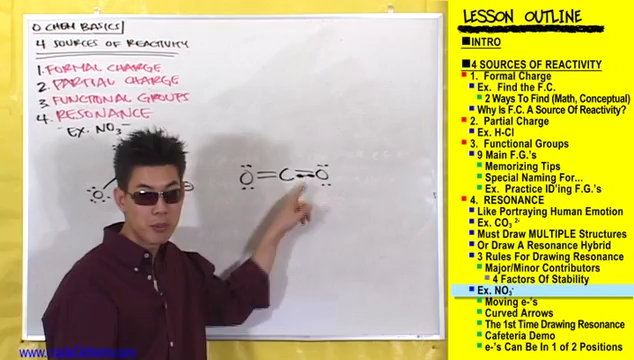 O CHEM BASICS/
4 SOURCES OF REACTIVITY
1. FORMAL CHARGE
2. PARTIAL CHARGE
3. FUNCTIONAL GROUPS
4. RESONANCE
EX. NO3-
O=C=O
O
LESSON OUTLINE
INTRO
4 SOURCES OF REACTIVITY
1. Formal Charge
Ex. Find the F.C.
2 Ways To Find (Math, Conceptual)
Why Is F.C. A Source Of Reactivity?
2. Partial Charge
Ex. H-Cl
3. Functional Groups
9 Main F.G.'s
Memorizing Tips
Special Naming For...
Ex. Practice ID'ing F.G.'s
4. RESONANCE
Like Portraying Human Emotion
Ex. CO3 2-
Must Draw MULTIPLE Structures
Or Draw A Resonance Hybrid
3 Rules For Drawing Resonance
Major/Minor Contributors
4 Factors Of Stability
Ex. NO3-
Moving e-'s
Curved Arrows
The 1st Time Drawing Resonance
Cafeteria Demo
e-'s Can Be In 1 of 2 Positions